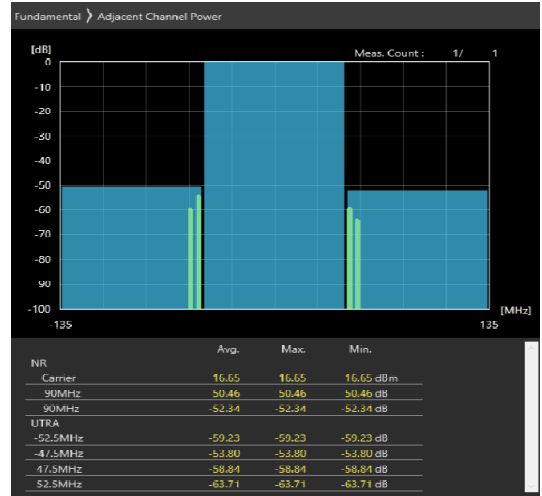 Fundamental ❭ Adjacent Channel Power
[dB]
Meas. Count : 1/ 1
0
-10
-20
-30
-40
-50
-60
-70
-80
90
-100
[MHz]
-135
135
Avg. Max. Min.
NR
Carrier 16.65 16.65 16.65 dBm
90MHz 50.46 50.46 50.46 dB
90MHz -52.34 -52.34 -52.34 dB
UTRA
-52.5MHz -59.23 -59.23 -59.23 dB
-47.5MHz -53.80 -53.80 -53.80 dB
47.5MHz -58.84 -58.84 -58.84 dB
52.5MHz -63.71 -63.71 -63.71 dB